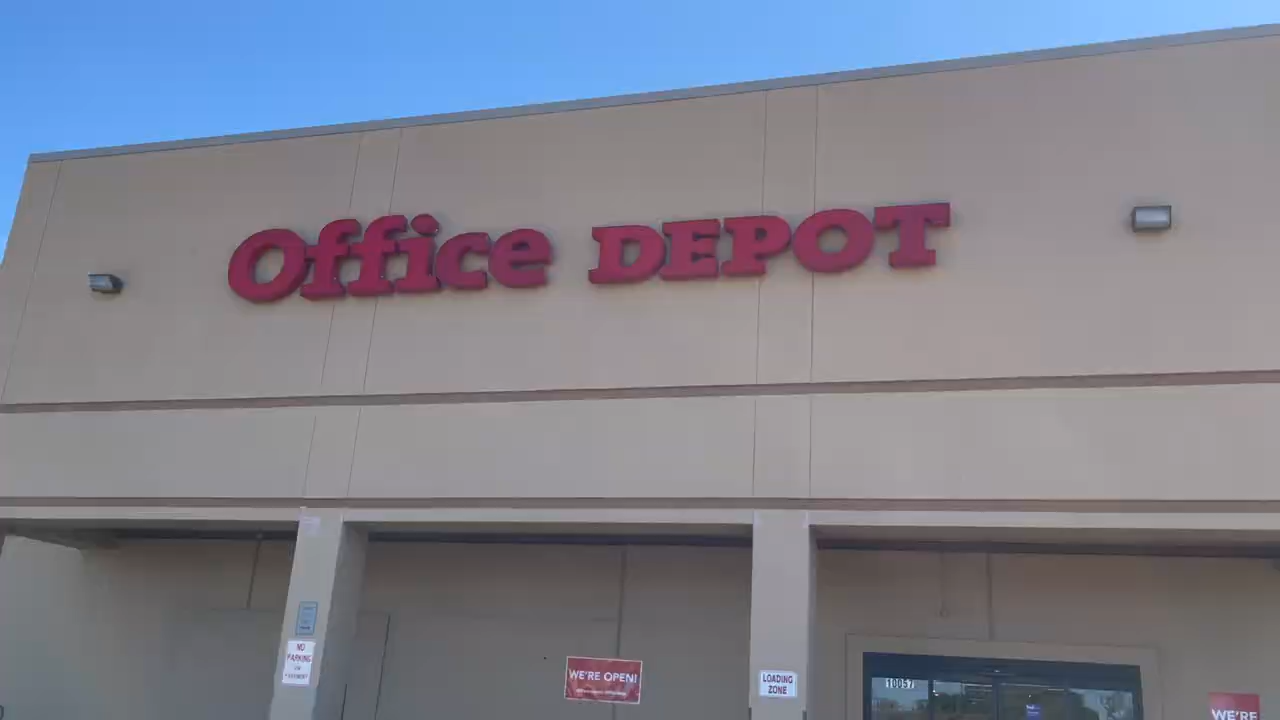 Office DEPOT
NO
PARKING
WE'RE OPEN!
LOADING
ZONE
10057
WE'RE